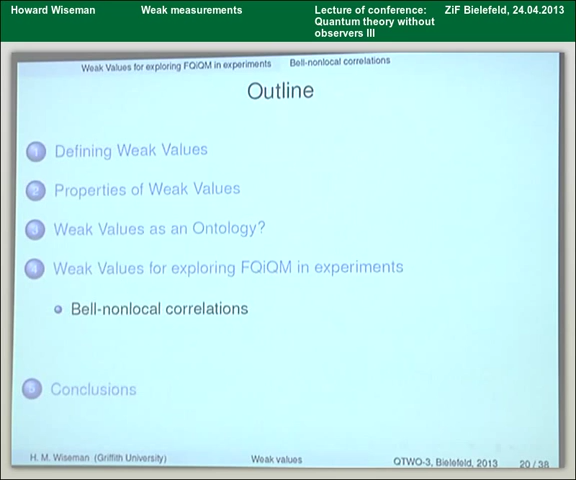 Howard Wiseman
Weak measurements
Lecture of conference:
Quantum theory without
observers III
ZiF Bielefeld, 24.04.2013
Weak Values for exploring FQiQM in experiments
Bell-nonlocal correlations
Outline
1 Defining Weak Values
2 Properties of Weak Values
3 Weak Values as an Ontology?
4 Weak Values for exploring FQiQM in experiments
Bell-nonlocal correlations
5 Conclusions
H. M. Wiseman (Griffith University)
Weak values
QTWO-3, Bielefeld, 2013
20 / 38